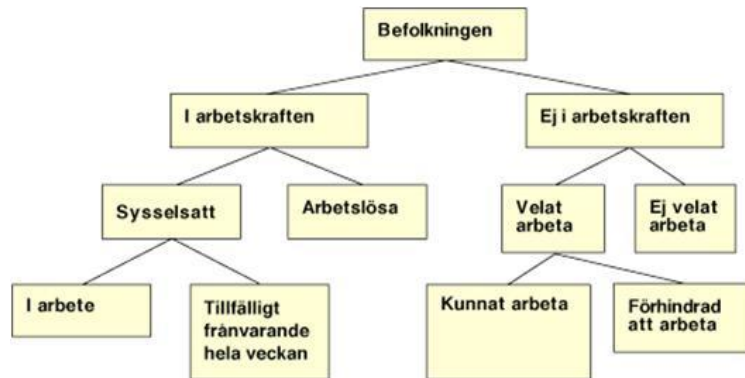 Befolkningen
I arbetskraften
Ej i arbetskraften
Sysselsatt
Arbetslösa
Velat
arbeta
Ej velat
arbeta
I arbete
Tillfälligt
frånvarande
hela veckan
Kunnat arbeta
Förhindrad
att arbeta